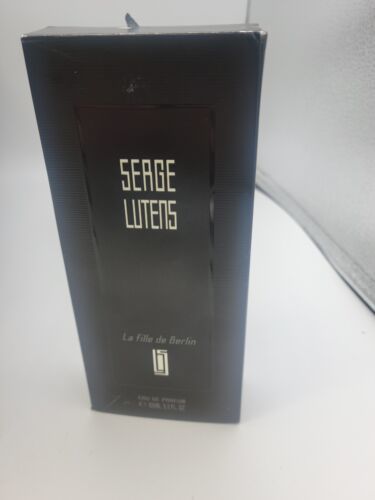 SERGE
LUTENS
La fille de Berlin
EAU DE PARFUM